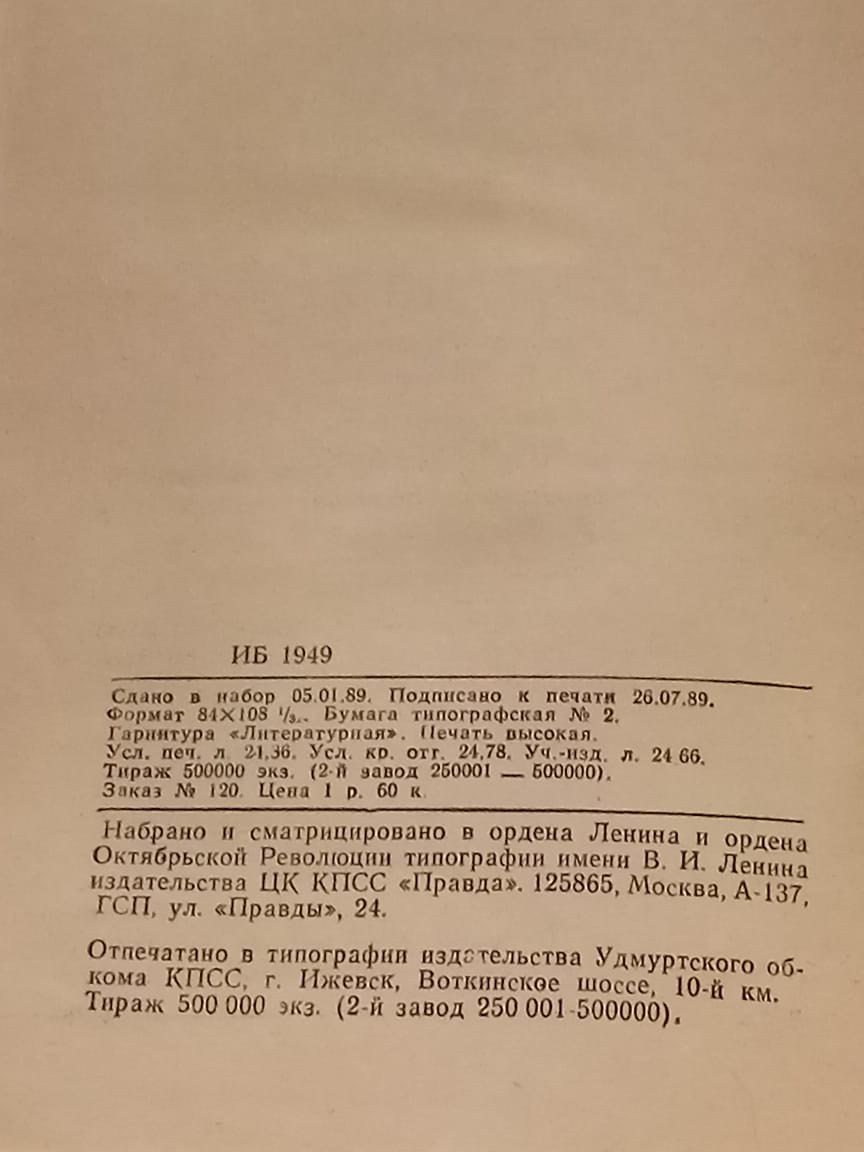 ИБ 1949
Сдано в набор 05.01.89. Подписано к печати 26.07.89.
Формат 84×108 Бумага типографская № 2.
Гарнитура «Литературная». Печать высокая.
Усл. печ. л 21,36. Усл. кр. отт. 24,78. Уч.-изд. л. 24 66.
Тираж 500000 экз. (2-й завод 250001 — 500000).
Заказ № 120. Цена 1 р. 60 к.
Набрано и сматрицировано в ордена Ленина и ордена
Октябрьской Революции типографии имени В. И. Ленина
издательства ЦК КПСС «Правда». 125865, Москва, А-137,
ГСП, ул. «Правды», 24.
Отпечатано в типографии издательства Удмуртского об-
кома КПСС, г. Ижевск, Воткинское шоссе, 10-й км.
Тираж 500 000 экз. (2-й завод 250 001-500000).